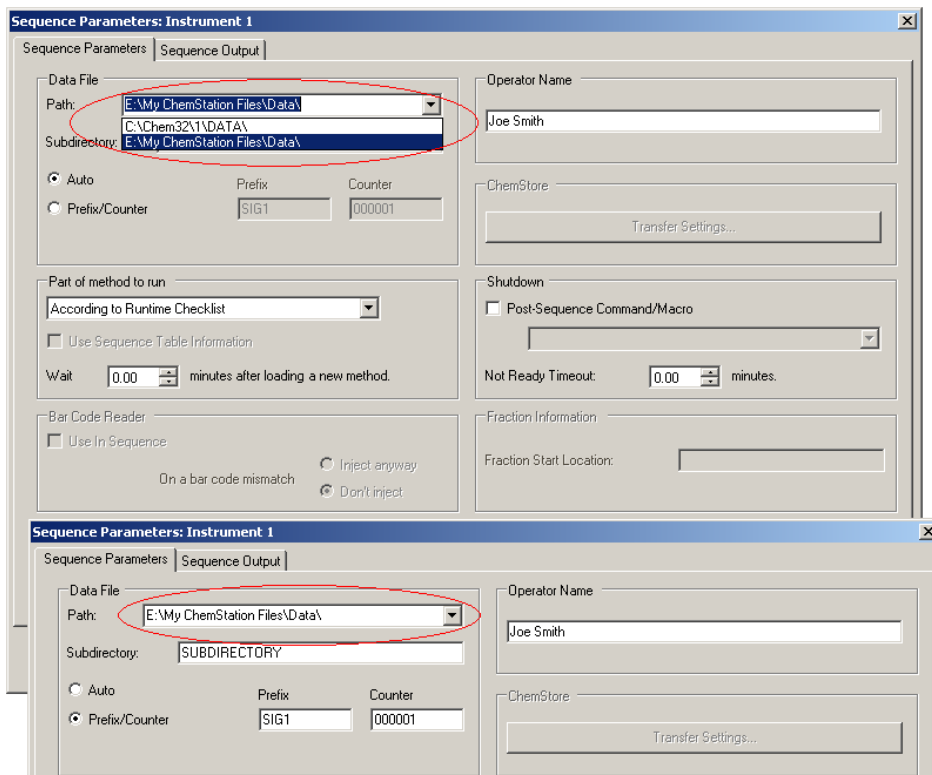 Sequence Parameters: Instrument 1
Sequence Parameters
Sequence Output
Data File
Path:
E:\My ChemStation Files\Data\
C:\Chem32\1\DATA\
Subdirectory:
E:\My ChemStation Files\Data\
Auto
Prefix
Counter
Prefix/Counter
SIG1
000001
Operator Name
Joe Smith
ChemStore
Transfer Settings...
Part of method to run
According to Runtime Checklist
Use Sequence Table Information
Wait
0.00
minutes after loading a new method.
Shutdown
Post-Sequence Command/Macro
Not Ready Timeout:
0.00
minutes.
Bar Code Reader
Use In Sequence
On a bar code mismatch
Inject anyway
Don't inject
Fraction Information
Fraction Start Location:
Sequence Parameters: Instrument 1
Sequence Parameters
Sequence Output
Data File
Path:
E:\My ChemStation Files\Data\
Subdirectory:
SUBDIRECTORY
Auto
Prefix
Counter
Prefix/Counter
SIG1
000001
Operator Name
Joe Smith
ChemStore
Transfer Settings...